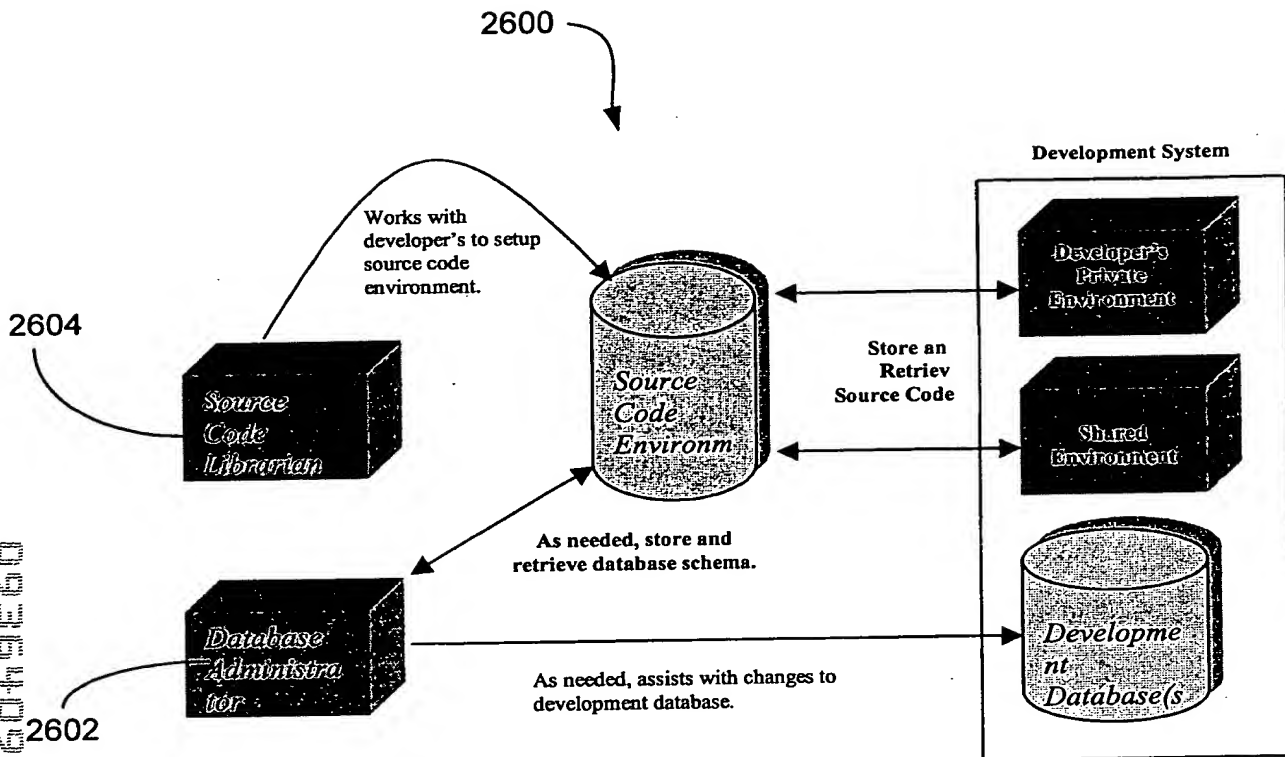 2600
Development System
Works with
developer's to setup
source code
environment.
Developer's
Private
Environment
2604
Source
Code
Librarian
Source
Code
Environm
Store an
Retriev
Source Code
Shared
Environment
As needed, store and
retrieve database schema.
Database
Administra
tor
Developme
nt
Database(s
As needed, assists with changes to
development database.
2602